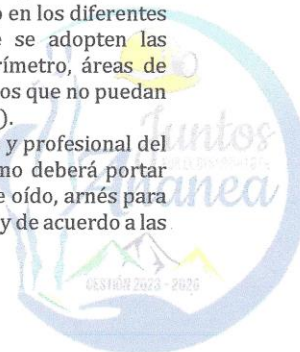 o en los diferentes
se adopten las
rímetro, áreas de
os que no puedan
).
y profesional del
mo deberá portar
e oído, arnés para
y de acuerdo a las
Juntos
Ananea
GESTIÓN 2023 - 2026